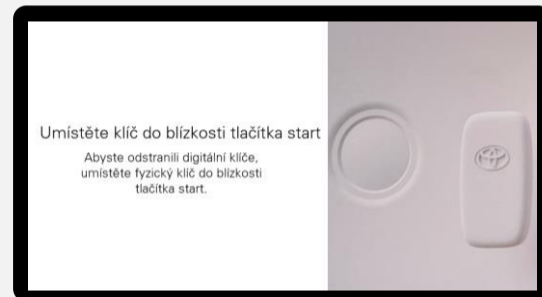 Umístěte klíč do blízkosti tlačítka start
Abyste odstranili digitální klíče,
umístěte fyzický klíč do blízkosti
tlačítka start.